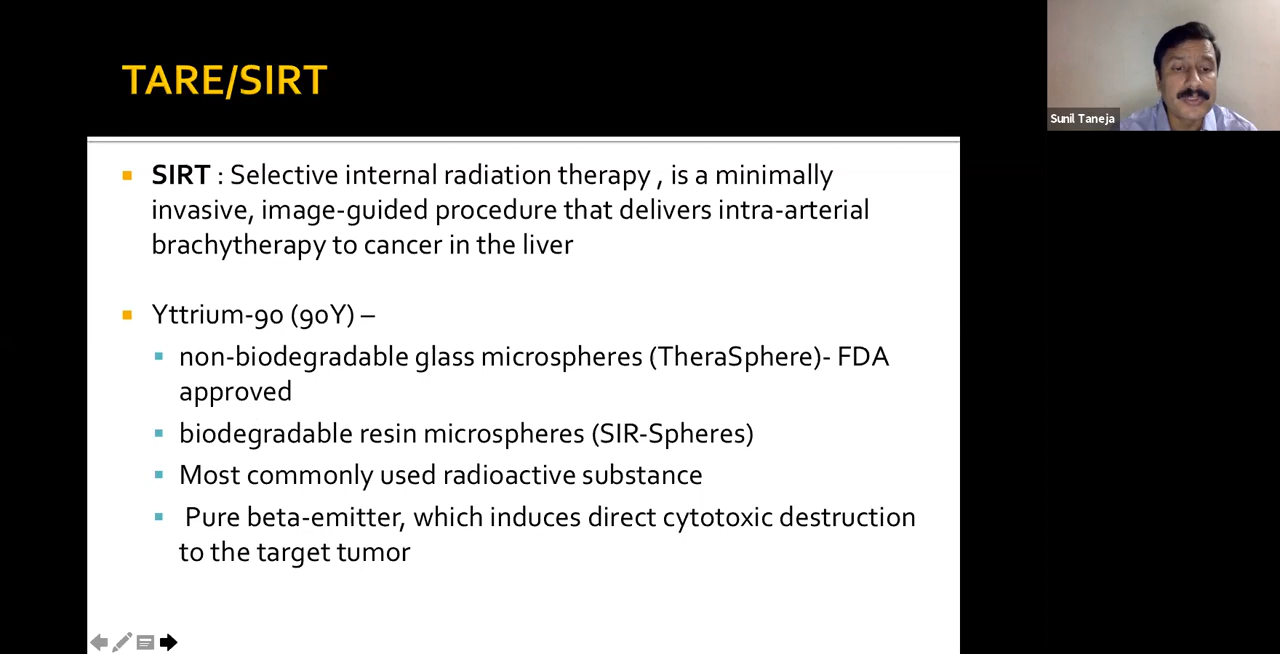 TARE/SIRT
Sunil Taneja
SIRT : Selective internal radiation therapy , is a minimally
invasive, image-guided procedure that delivers intra-arterial
brachytherapy to cancer in the liver
Yttrium-90 (90Y) –
non-biodegradable glass microspheres (TheraSphere)- FDA
approved
biodegradable resin microspheres (SIR-Spheres)
Most commonly used radioactive substance
Pure beta-emitter, which induces direct cytotoxic destruction
to the target tumor